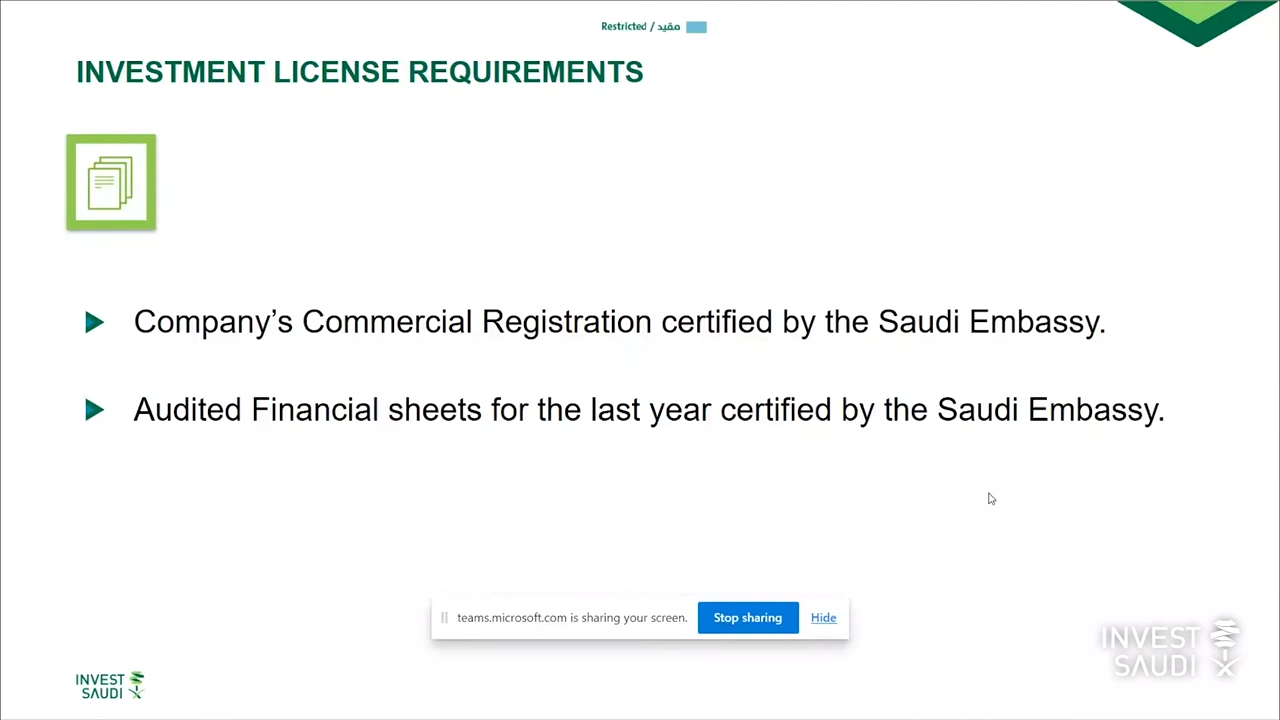 Restricted / مقيد
INVESTMENT LICENSE REQUIREMENTS
Company’s Commercial Registration certified by the Saudi Embassy.
Audited Financial sheets for the last year certified by the Saudi Embassy.
teams.microsoft.com is sharing your screen. Stop sharing Hide
INVEST
SAUDI
INVEST
SAUDI